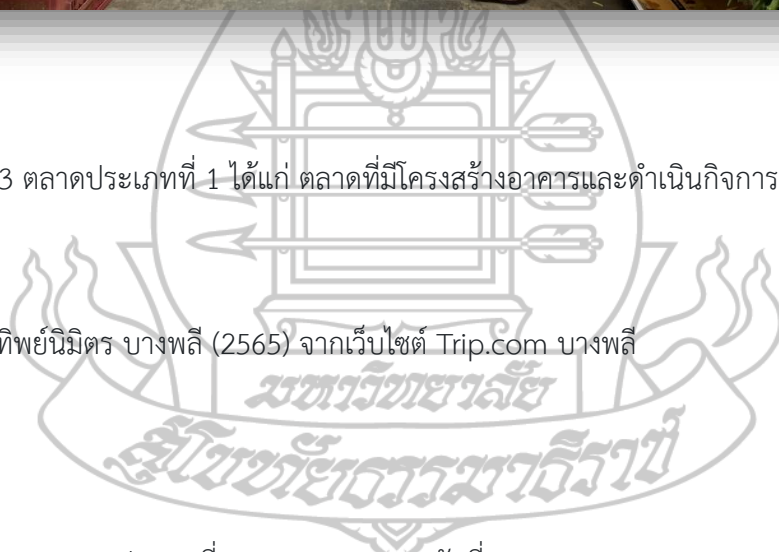 3 ตลาดประเภทที่ 1 ได้แก่ ตลาดที่มีโครงสร้างอาคารและดำเนินกิจการ
ทิพย์นิมิตร บางพลี (2565) จากเว็บไซต์ Trip.com บางพลี
มหาวิทยาลัย
สุโขทัยธรรมาธิราช